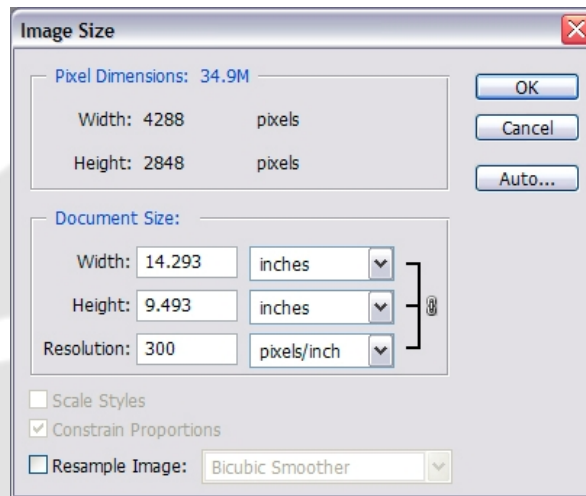 Image Size
Pixel Dimensions: 34.9M
Width: 4288 pixels
Height: 2848 pixels
OK
Cancel
Auto...
Document Size:
Width: 14.293 inches
Height: 9.493 inches
Resolution: 300 pixels/inch
Scale Styles
Constrain Proportions
Resample Image: Bicubic Smoother